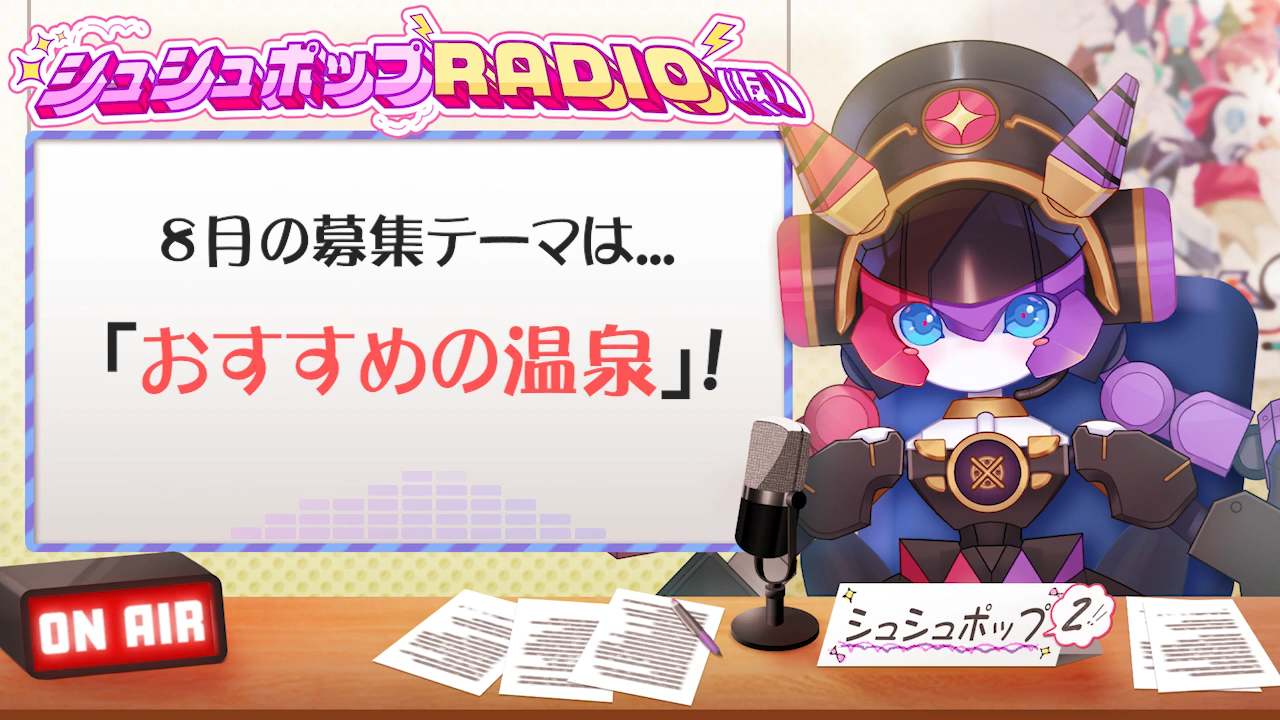 シュシュポップRADIO(仮)
８月の募集テーマは...
「おすすめの温泉」!
ON AIR
シュシュポップ2!!